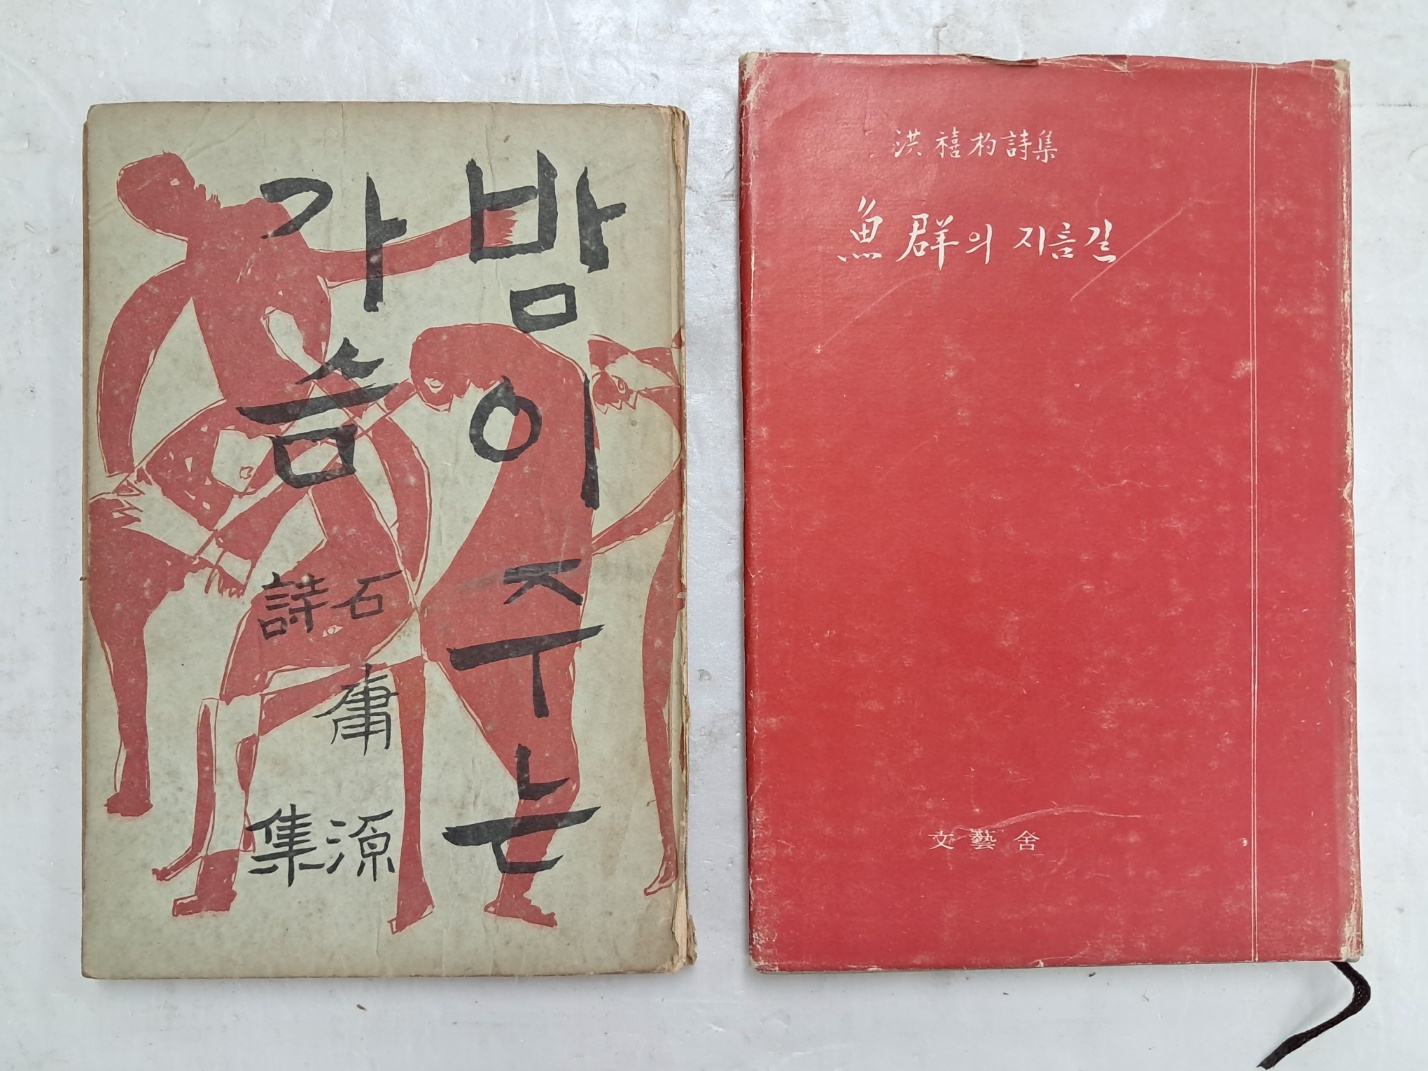 밤이주는
가슴
石庸源
詩集
洪禧杓詩集
魚群의 지름길
文藝舍